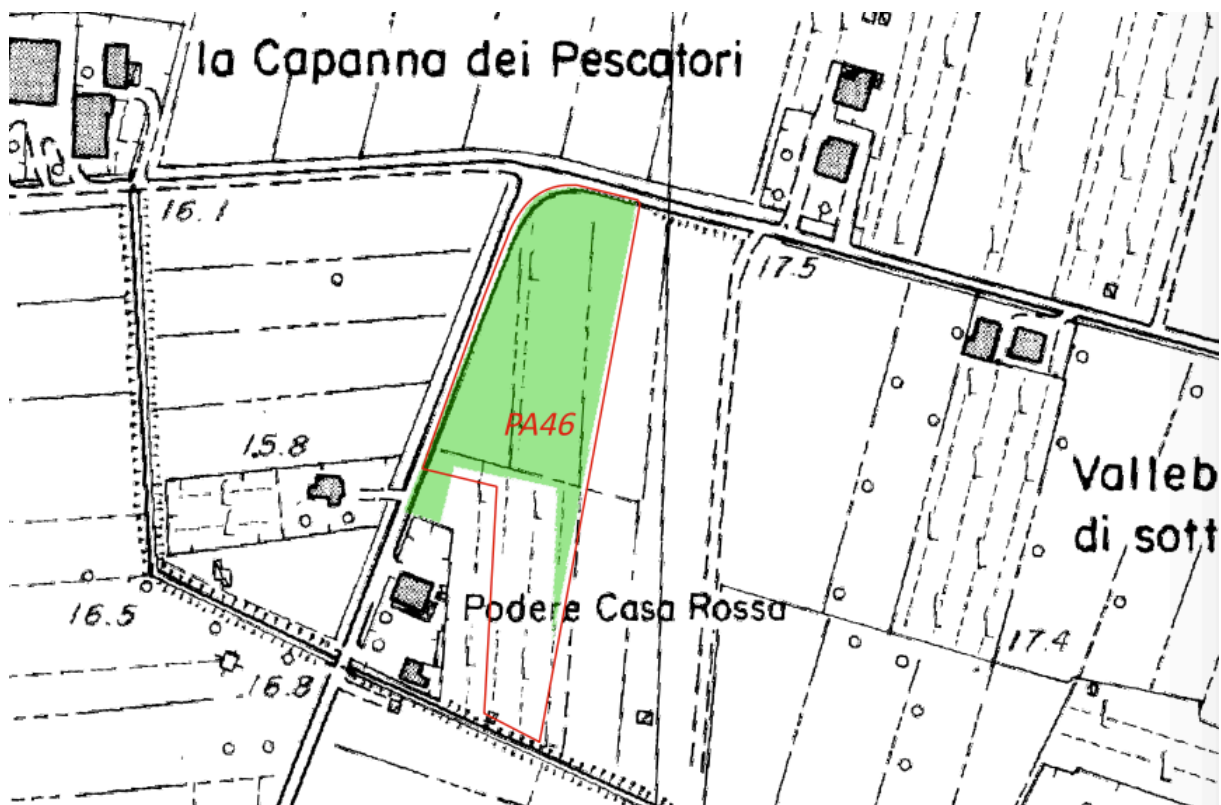 la Capanna dei Pescatori
16.1
17.5
PA46
15.8
Valleb
di sott
Podere Casa Rossa
16.5
17.4
16.8